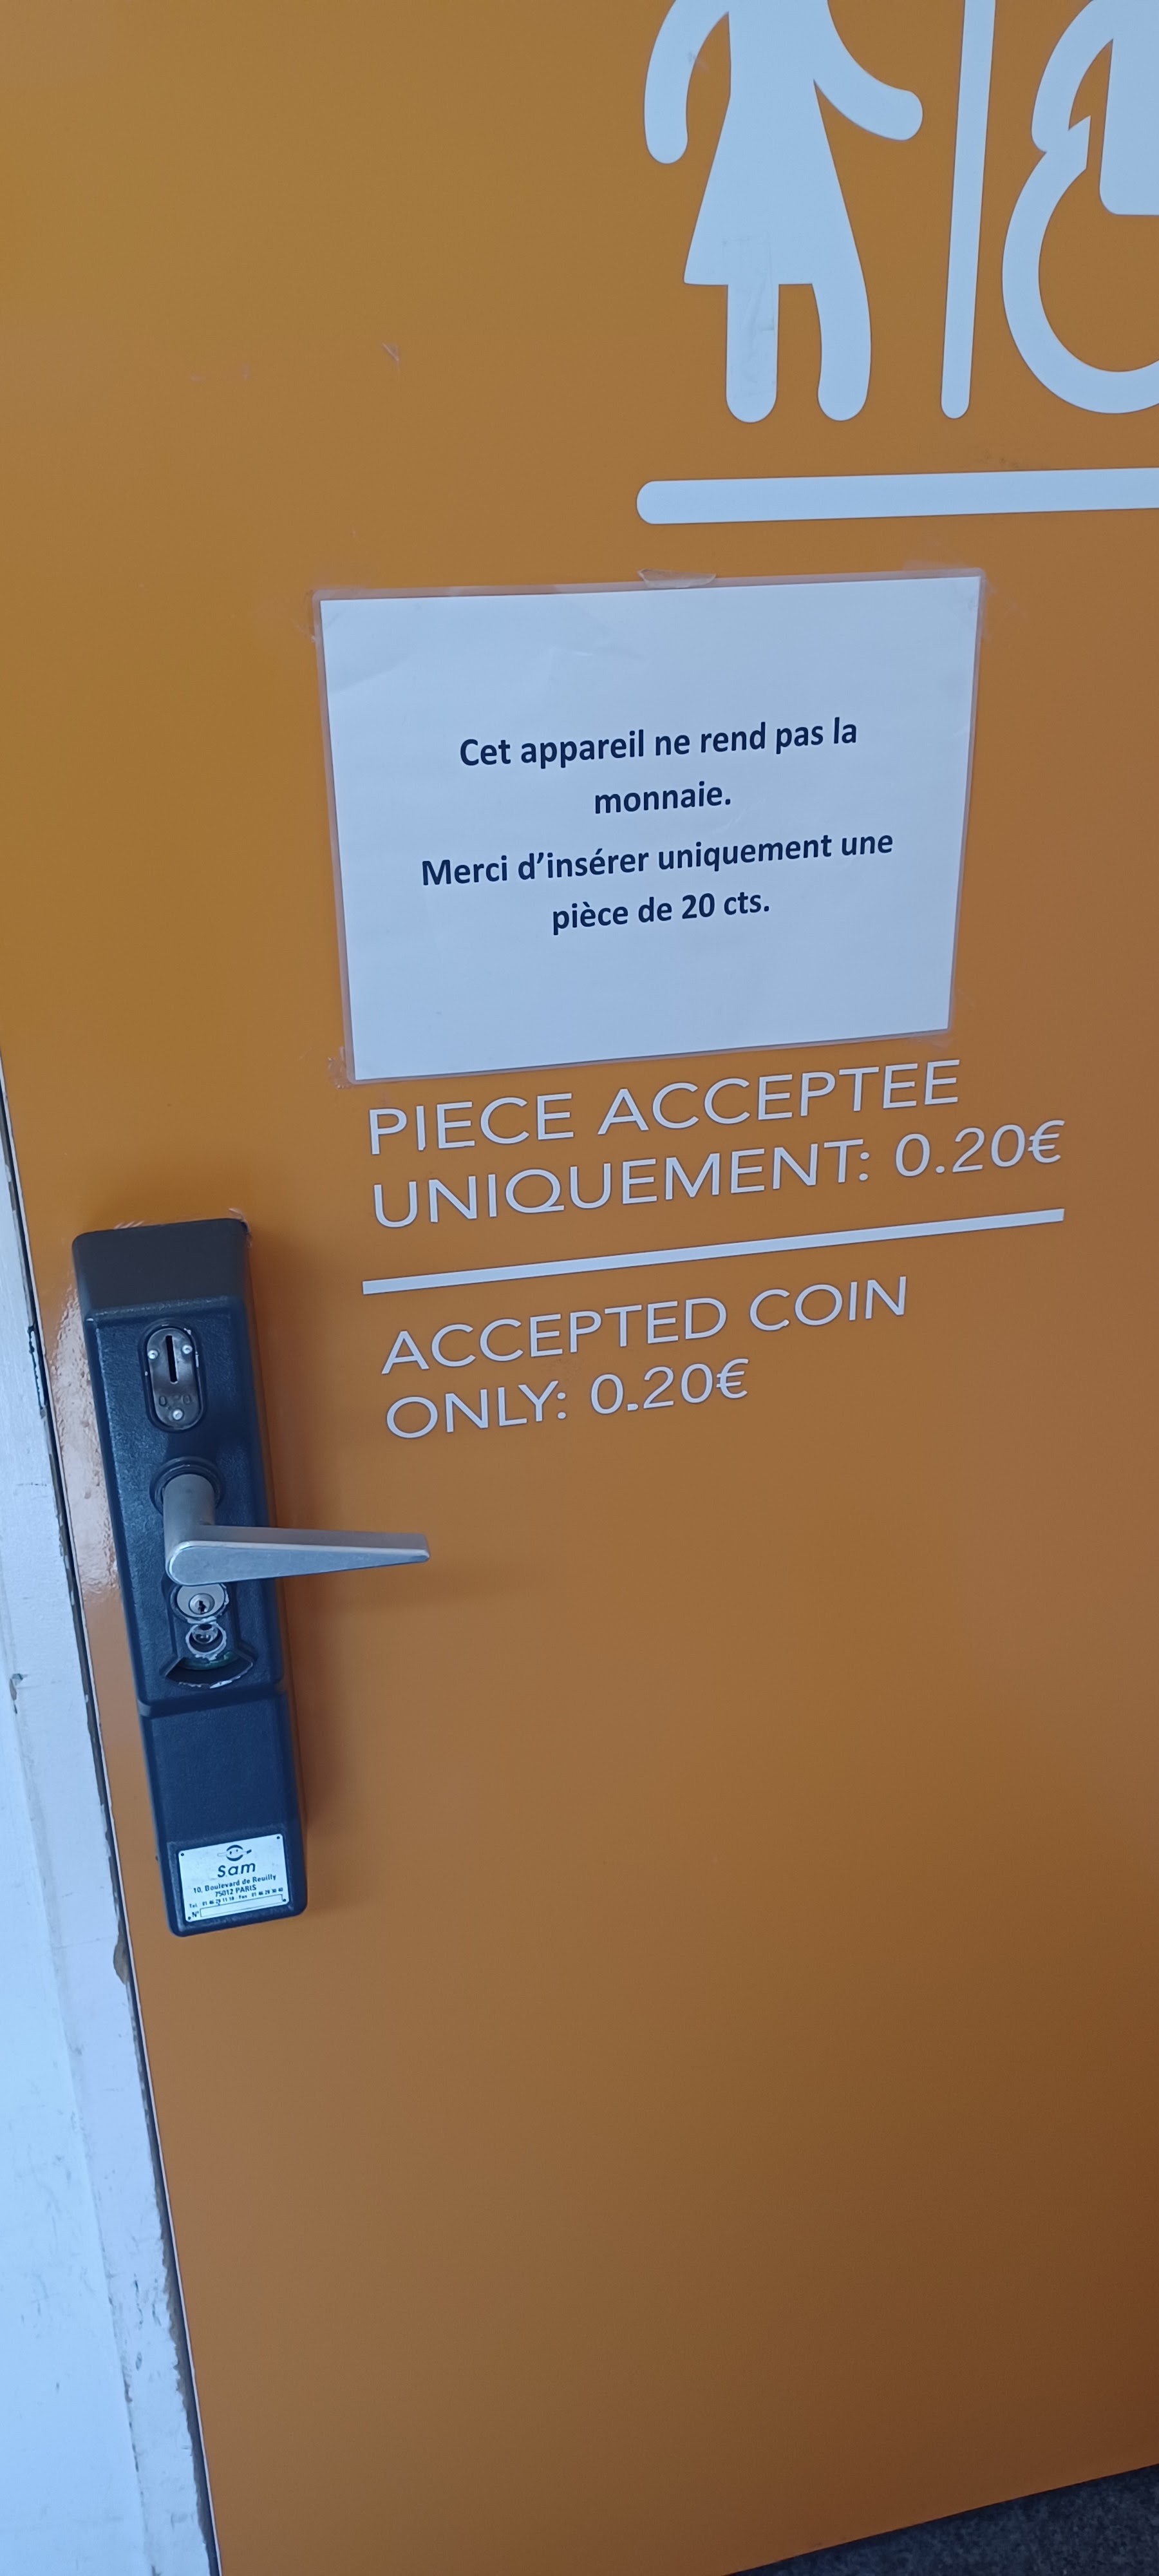 Cet appareil ne rend pas la
monnaie.
Merci d'insérer uniquement une
pièce de 20 cts.
PIECE ACCEPTEE
UNIQUEMENT: 0.20€
ACCEPTED COIN
ONLY: 0.20€
Sam
10, Boulevard de Reuilly
75012 PARIS
N°